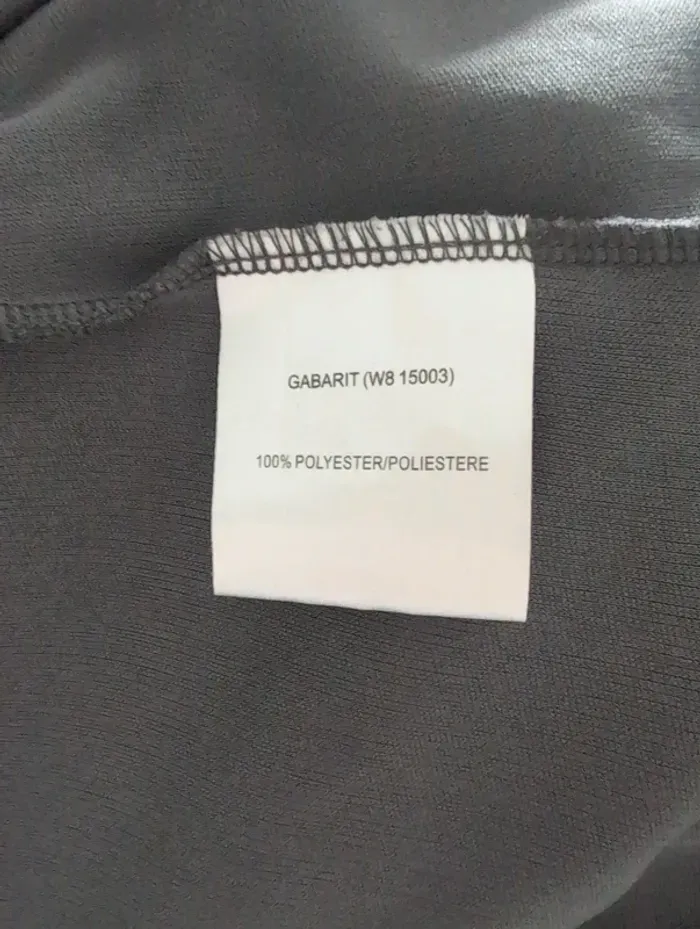 GABARIT (W8 15003)
100% POLYESTER/POLIESTERE